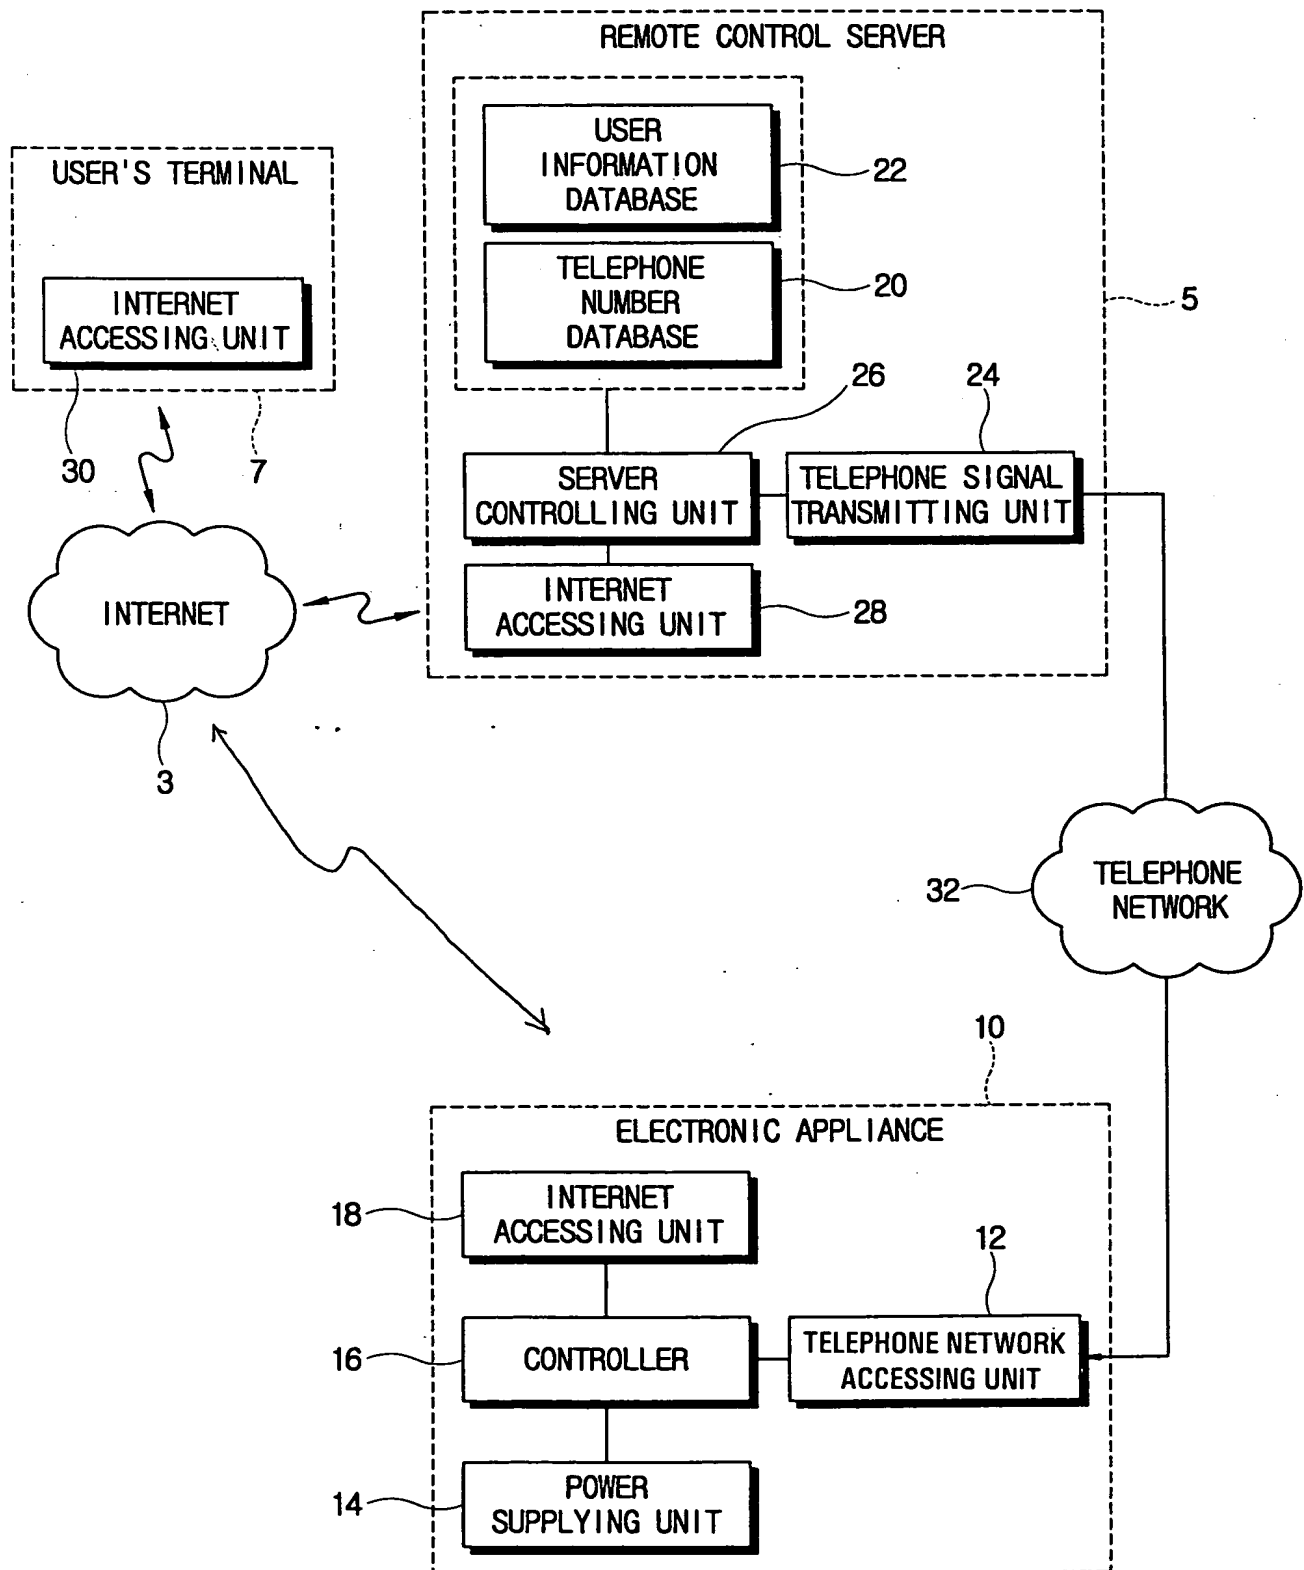 REMOTE CONTROL SERVER
USER
INFORMATION
DATABASE
22
TELEPHONE
NUMBER
DATABASE
20
5
USER'S TERMINAL
INTERNET
ACCESSING UNIT
30
7
26
24
SERVER
CONTROLLING UNIT
TELEPHONE SIGNAL
TRANSMITTING UNIT
INTERNET
ACCESSING UNIT
28
INTERNET
3
TELEPHONE
NETWORK
32
10
ELECTRONIC APPLIANCE
INTERNET
ACCESSING UNIT
18
12
CONTROLLER
16
TELEPHONE NETWORK
ACCESSING UNIT
POWER
SUPPLYING UNIT
14